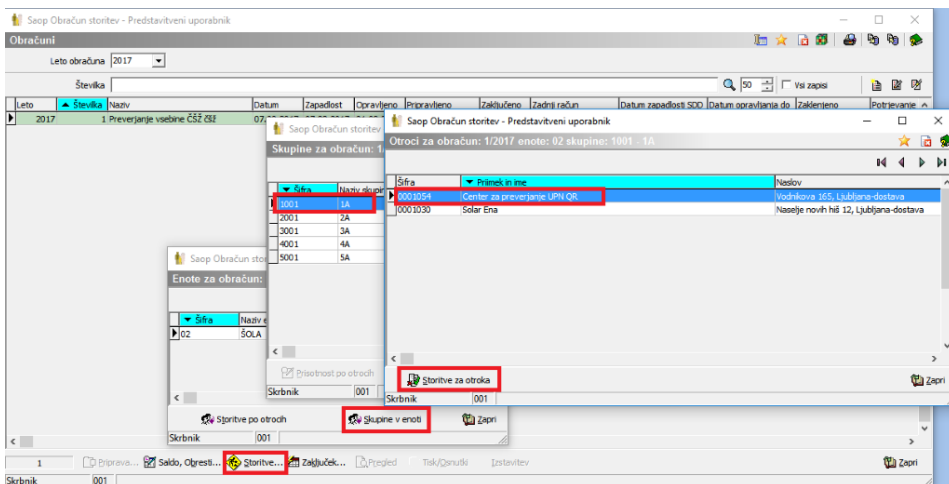 Saop Obračun storitev - Predstavitveni uporabnik
Obračuni
Leto obračuna 2017
Številka 50 Vsi zapisi
Leto Številka Naziv Datum Zapadlost Opravljeno Pripravljeno Zaključeno Zadnji račun Datum zapadlosti SDD Datum opravljanja do Zaklenjeno Potrjevanje
2017 1 Preverjanje vsebine ČŠŽ čšž
Saop Obračun storitev
Skupine za obračun: 1
Šifra Naziv skupin
1001 1A
2001 2A
3001 3A
4001 4A
5001 5A
Prisotnost po otrocih
Skrbnik 001
Saop Obračun storitev - Predstavitveni uporabnik
Otroci za obračun: 1/2017 enote: 02 skupine: 1001 - 1A
Šifra Priimek in ime Naslov
0001054 Center za preverjanje UPN QR Vodnikova 165, Ljubljana-dostava
0001030 Solar Ena Naselje novih hiš 12, Ljubljana-dostava
Storitve za otroka Zapri
Skrbnik 001
Saop Obračun stor
Enote za obračun:
Šifra Naziv e
02 ŠOLA
Storitve po otrocih Skupine v enoti Zapri
Skrbnik 001
1 Priprava... Saldo, Obresti... Storitve... Zaključek... Pregled Tisk/Osnutki Izstavitev Zapri
Skrbnik 001